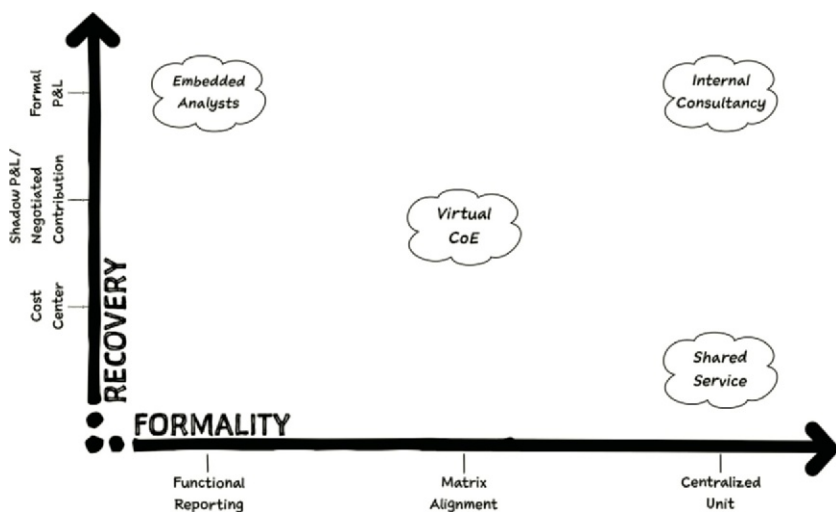 Embedded
Analysts
Internal
Consultancy
Formal
P&L
Shadow P&L/
Negotiated
Contribution
Virtual
CoE
Cost
Center
RECOVERY
Shared
Service
FORMALITY
Functional
Reporting
Matrix
Alignment
Centralized
Unit